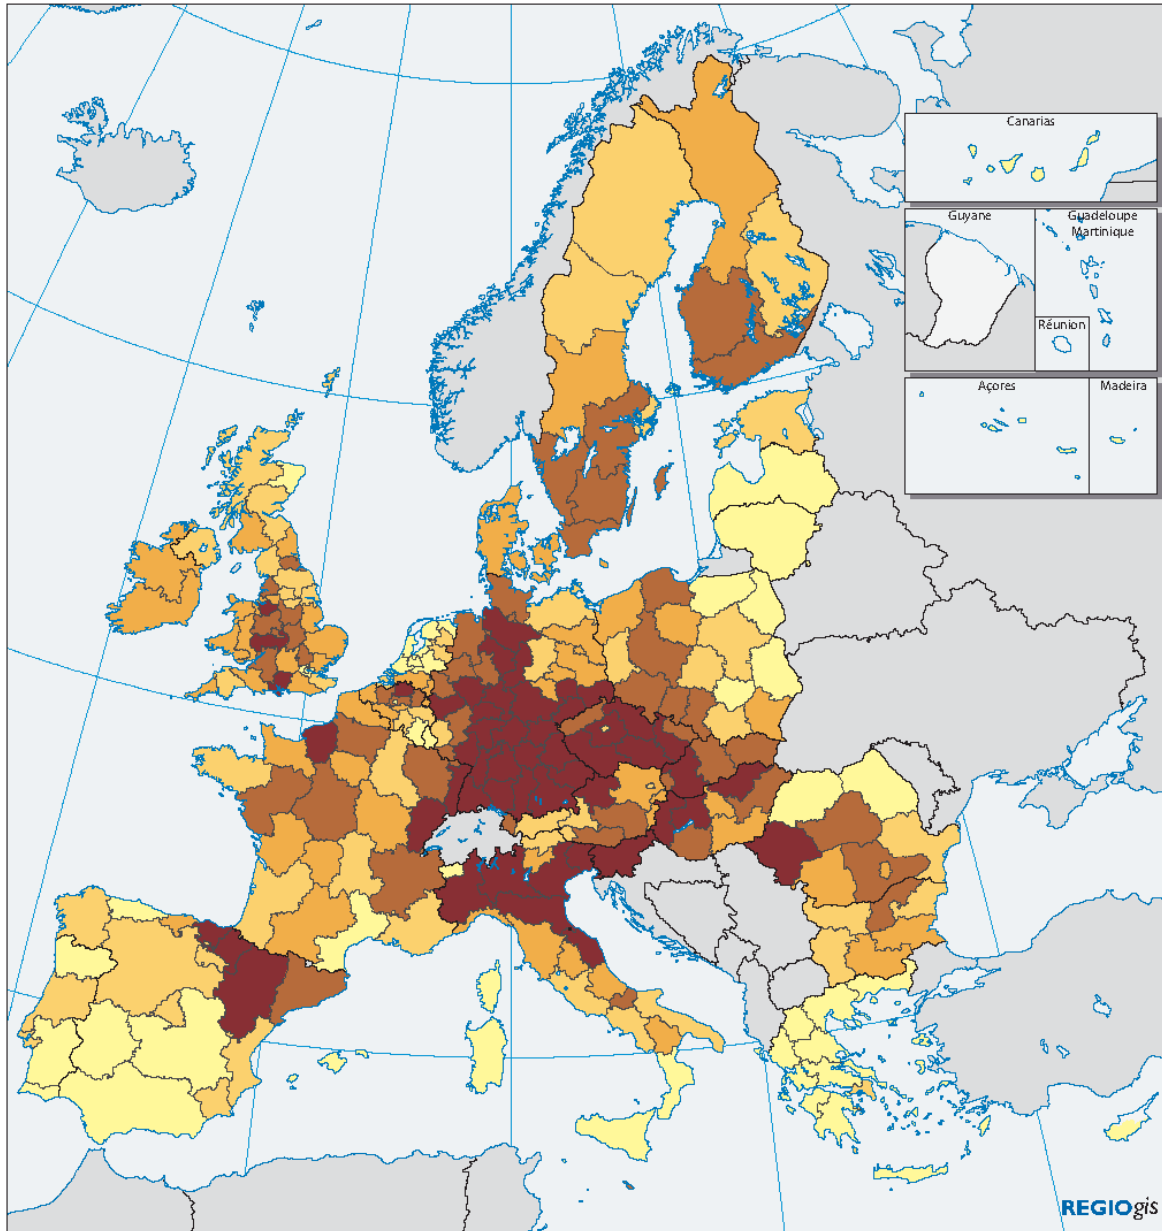 Canarias
Guyane
Guadeloupe
Martinique
Réunion
Açores
Madeira
REGIOgis